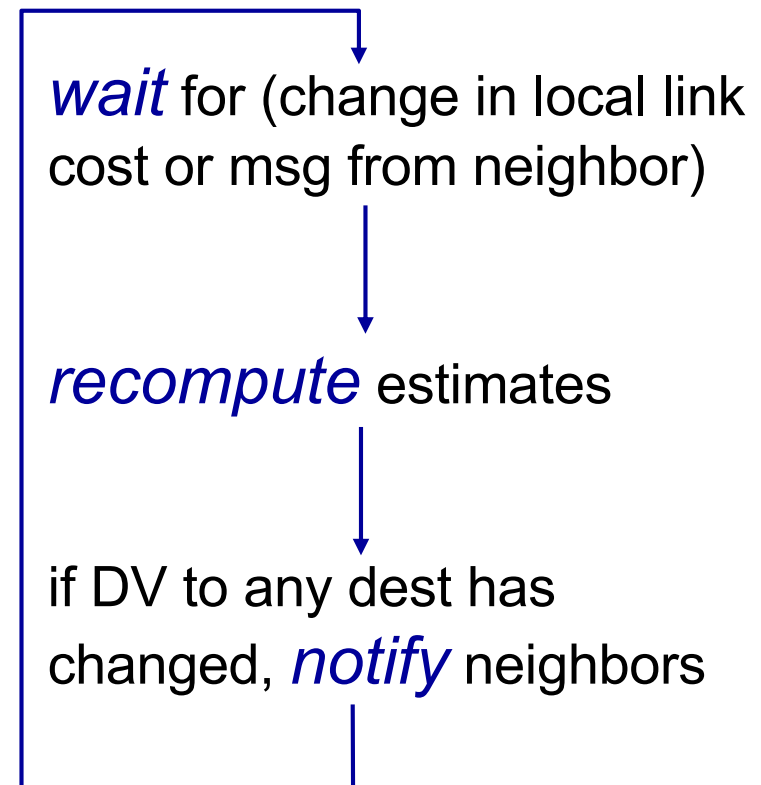 wait for (change in local link
cost or msg from neighbor)
recompute estimates
if DV to any dest has
changed, notify neighbors